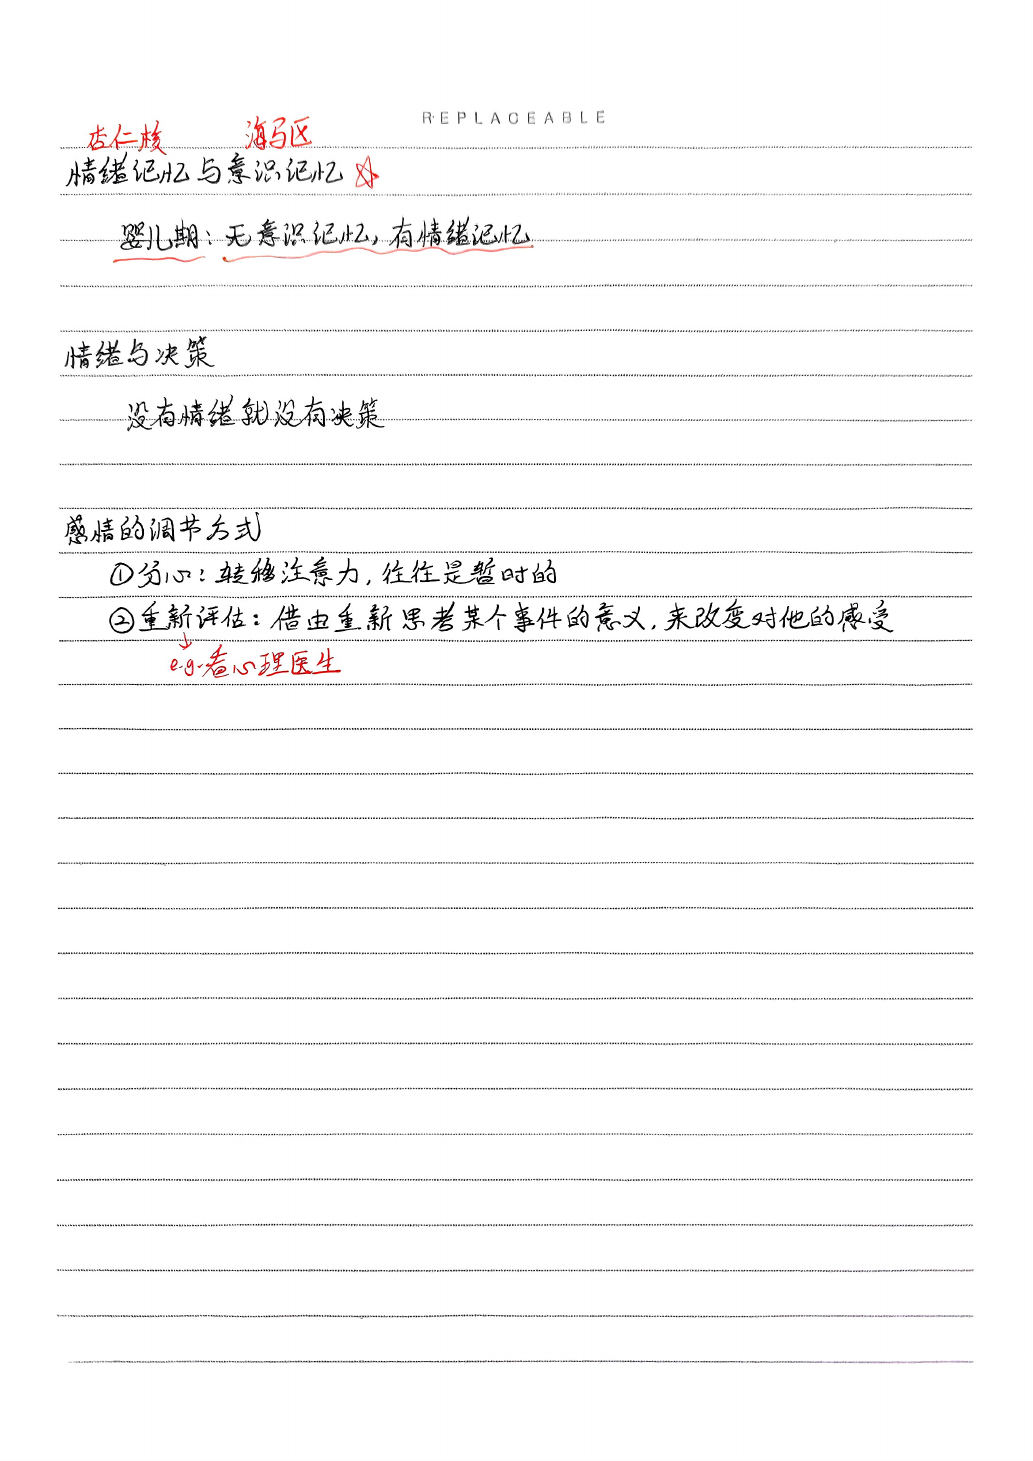 REPLACEABLE
杏仁核 海马区
情绪记忆与意识记忆 ☆
婴儿期：无意识记忆，有情绪记忆
情绪与决策
没有情绪就没有决策
感情的调节方式
①分心：转移注意力，往往是暂时的
②重新评估：借由重新思考某个事件的意义，来改变对他的感受
e.g.看心理医生